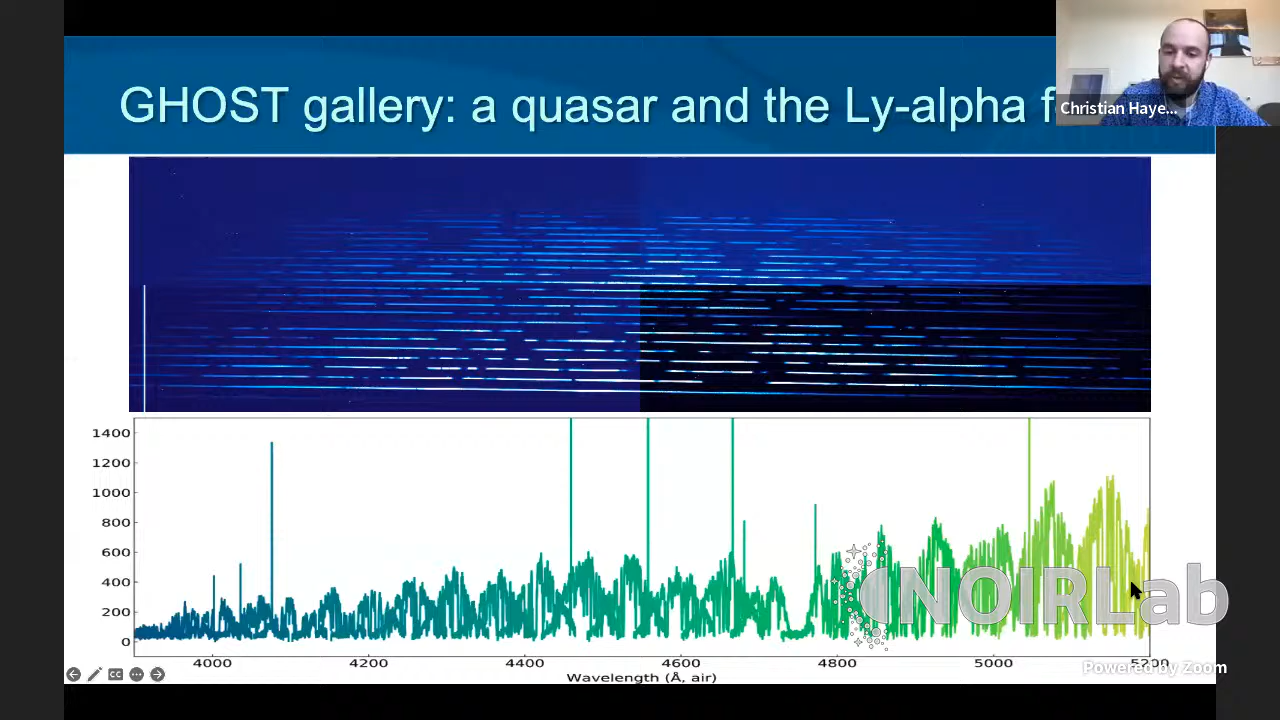 GHOST gallery: a quasar and the Ly-alpha f
Christian Haye...
1400
1200
1000
800
600
400
200
0
NOIRLab
4000 4200 4400 4600 4800 5000 5200
Wavelength (Å, air)
CC
Powered by Zoom